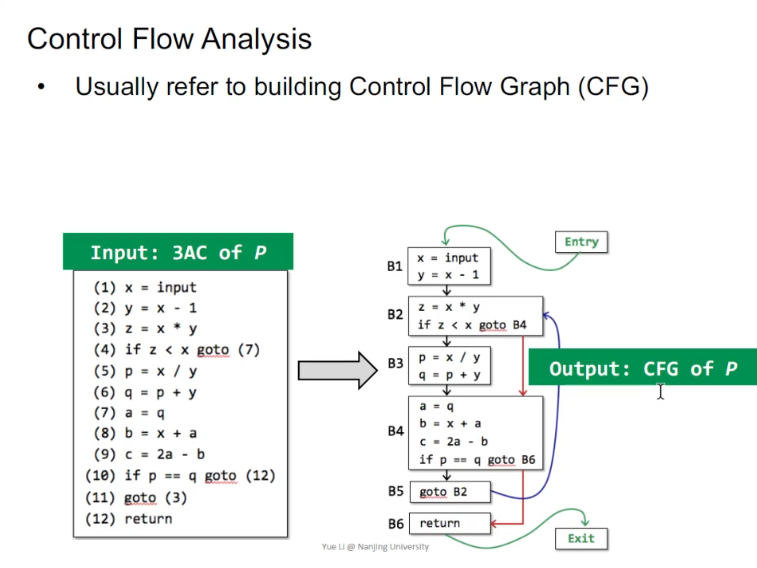 Control Flow Analysis
• Usually refer to building Control Flow Graph (CFG)
Input: 3AC of P
(1) x = input
(2) y = x - 1
(3) z = x * y
(4) if z < x goto (7)
(5) p = x / y
(6) q = p + y
(7) a = q
(8) b = x + a
(9) c = 2a - b
(10) if p == q goto (12)
(11) goto (3)
(12) return
Entry
B1
x = input
y = x - 1
B2
z = x * y
if z < x goto B4
B3
p = x / y
q = p + y
Output: CFG of P
B4
a = q
b = x + a
c = 2a - b
if p == q goto B6
B5
goto B2
B6
return
Exit
Yue Li @ Nanjing University